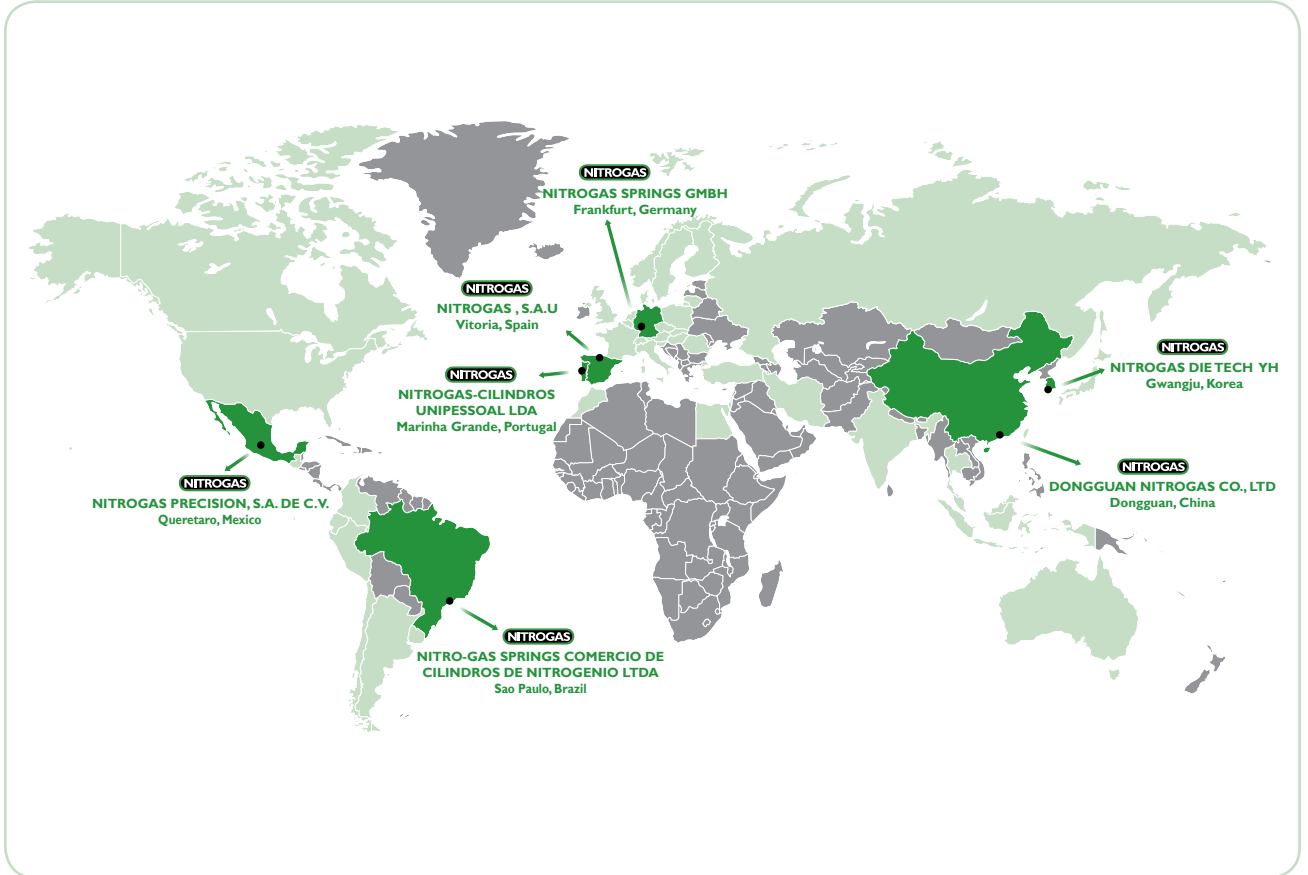 NITROGAS
NITROGAS SPRINGS GMBH
Frankfurt, Germany
NITROGAS
NITROGAS , S.A.U
Vitoria, Spain
NITROGAS
NITROGAS-CILINDROS
UNIPESSOAL LDA
Marinha Grande, Portugal
NITROGAS
NITROGAS DIE TECH YH
Gwangju, Korea
NITROGAS
DONGGUAN NITROGAS CO., LTD
Dongguan, China
NITROGAS
NITROGAS PRECISION, S.A. DE C.V.
Queretaro, Mexico
NITROGAS
NITRO-GAS SPRINGS COMERCIO DE
CILINDROS DE NITROGENIO LTDA
Sao Paulo, Brazil